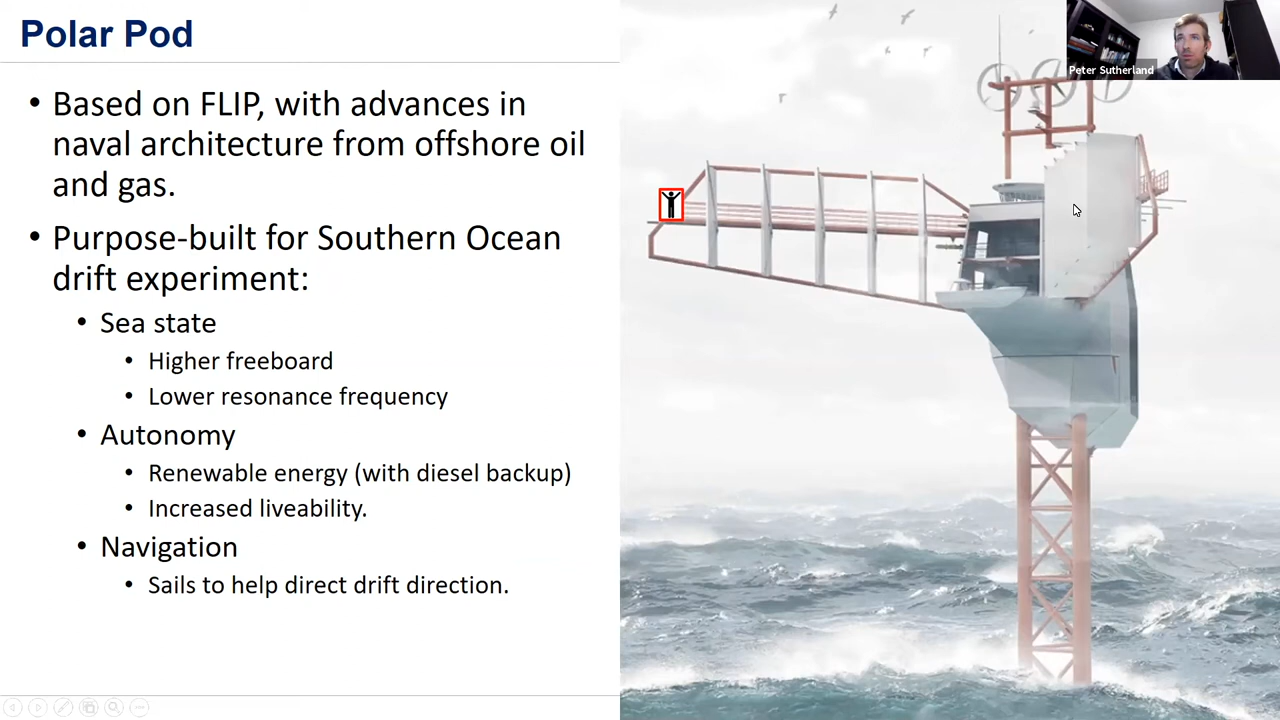 Polar Pod
Peter Sutherland
• Based on FLIP, with advances in
naval architecture from offshore oil
and gas.
• Purpose-built for Southern Ocean
drift experiment:
• Sea state
• Higher freeboard
• Lower resonance frequency
• Autonomy
• Renewable energy (with diesel backup)
• Increased liveability.
• Navigation
• Sails to help direct drift direction.